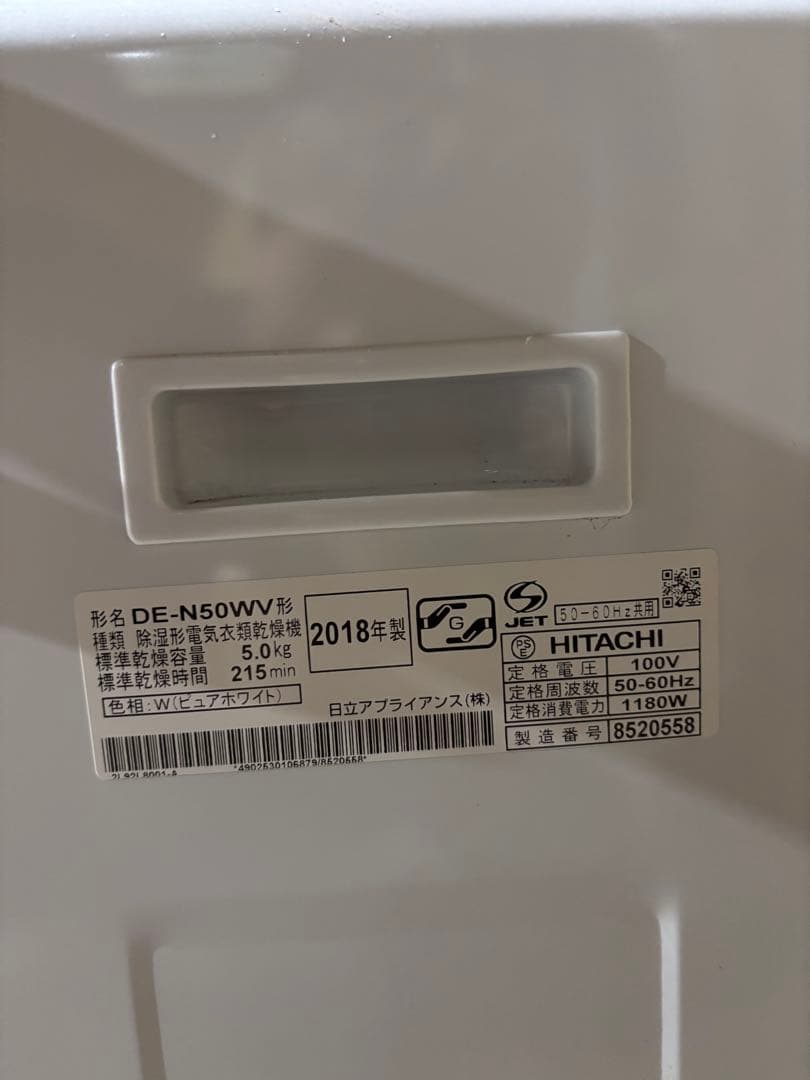 形名 DE-N50WV形
種類 除湿形電気衣類乾燥機
標準乾燥容量 5.0kg
標準乾燥時間 215min
色相:W(ピュアホワイト)
2018年製
G
日立アプライアンス(株)
2L92L8001-A
*4902530106879/8520558*
JET
50-60Hz共用
PS
E
HITACHI
定格電圧 100V
定格周波数 50-60Hz
定格消費電力 1180W
製造番号 8520558